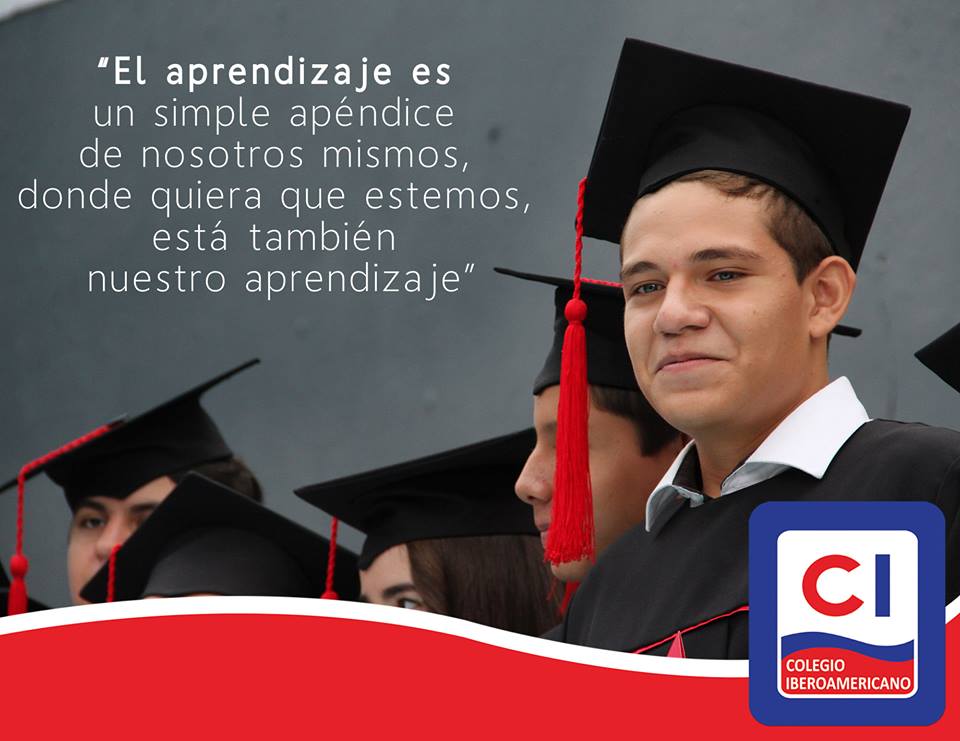 “El aprendizaje es
un simple apéndice
de nosotros mismos,
donde quiera que estemos,
está también
nuestro aprendizaje”
CI
COLEGIO
IBEROAMERICANO